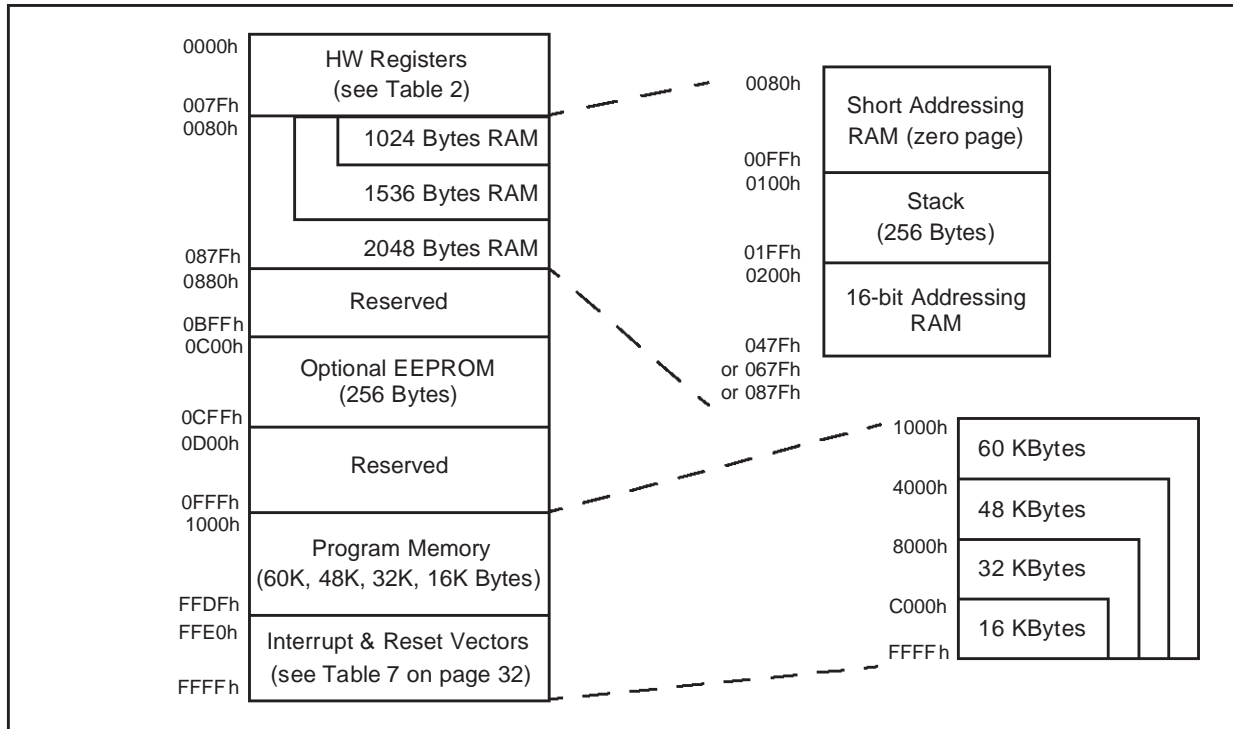 0000h
HW Registers
(see Table 2)
007Fh
0080h
1024 Bytes RAM
1536 Bytes RAM
2048 Bytes RAM
087Fh
0880h
Reserved
0BFFh
0C00h
Optional EEPROM
(256 Bytes)
0CFFh
0D00h
Reserved
0FFFh
1000h
Program Memory
(60K, 48K, 32K, 16K Bytes)
FFDFh
FFE0h
Interrupt & Reset Vectors
(see Table 7 on page 32)
FFFFh
0080h
Short Addressing
RAM (zero page)
00FFh
0100h
Stack
(256 Bytes)
01FFh
0200h
16-bit Addressing
RAM
047Fh
or 067Fh
or 087Fh
1000h
60 KBytes
4000h
48 KBytes
8000h
32 KBytes
C000h
16 KBytes
FFFFh